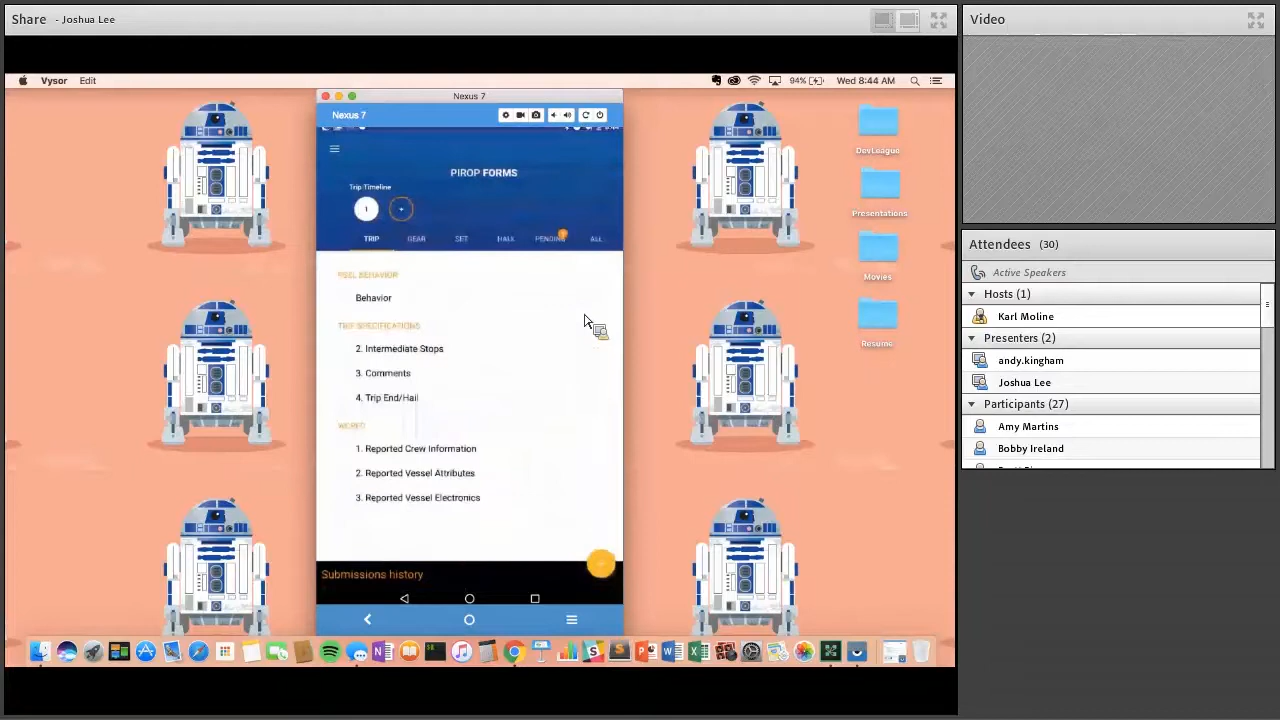 Share - Joshua Lee
Vysor Edit
94% Wed 8:44 AM
Nexus 7
Nexus 7
PIROP FORMS
Trip Timeline
1
TRIP GEAR SET HAUL PENDING ALL
Behavior
TRIP SPECIFICATIONS
2. Intermediate Stops
3. Comments
4. Trip End/Hail
1. Reported Crew Information
2. Reported Vessel Attributes
3. Reported Vessel Electronics
Submissions history
DevLeague
Presentations
Movies
Resume
Video
Attendees (30)
Active Speakers
Hosts (1)
Karl Moline
Presenters (2)
andy.kingham
Joshua Lee
Participants (27)
Amy Martins
Bobby Ireland